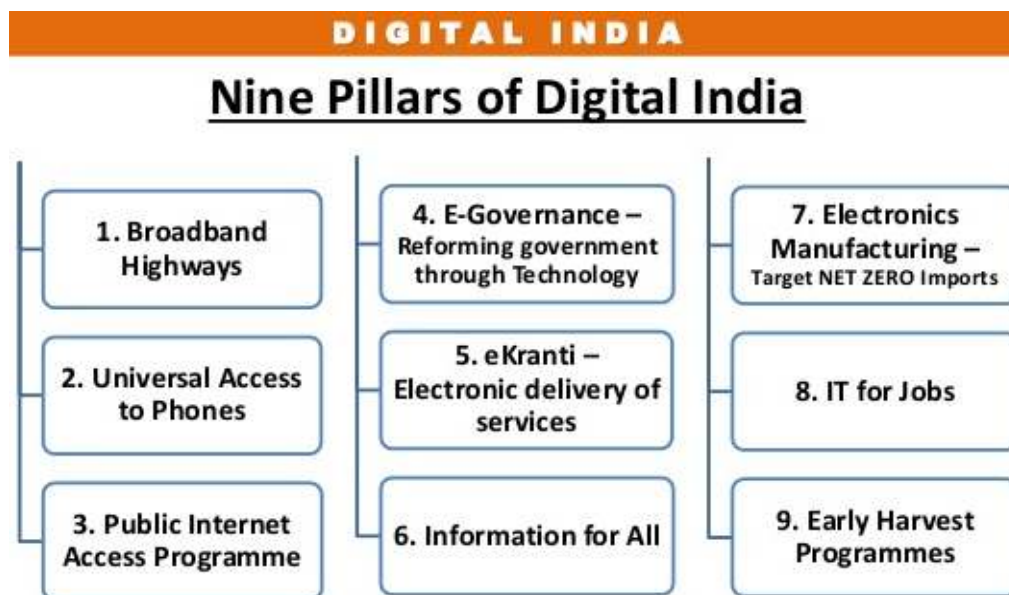 DIGITAL INDIA
Nine Pillars of Digital India
1. Broadband
Highways
2. Universal Access
to Phones
3. Public Internet
Access Programme
4. E-Governance –
Reforming government
through Technology
5. eKranti –
Electronic delivery of
services
6. Information for All
7. Electronics
Manufacturing –
Target NET ZERO Imports
8. IT for Jobs
9. Early Harvest
Programmes